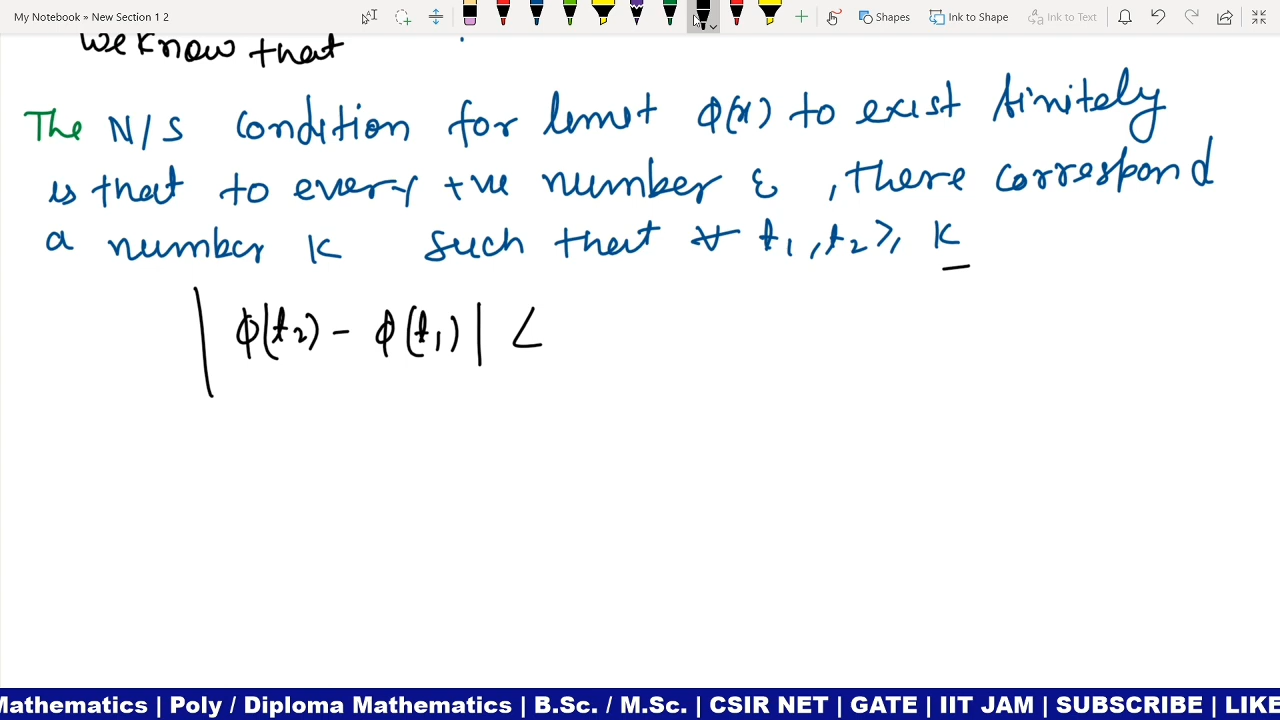 My Notebook » New Section 1 2
Shapes
Ink to Shape
Ink to Text
we know that
The N/S condition for limit φ(x) to exist finitely
is that to every +ve number ε , there correspond
a number K such that ∀ t₁ , t₂ ≥ K
| φ(t₂) - φ(t₁) | <
Mathematics | Poly / Diploma Mathematics | B.Sc. / M.Sc. | CSIR NET | GATE | IIT JAM | SUBSCRIBE | LIKE